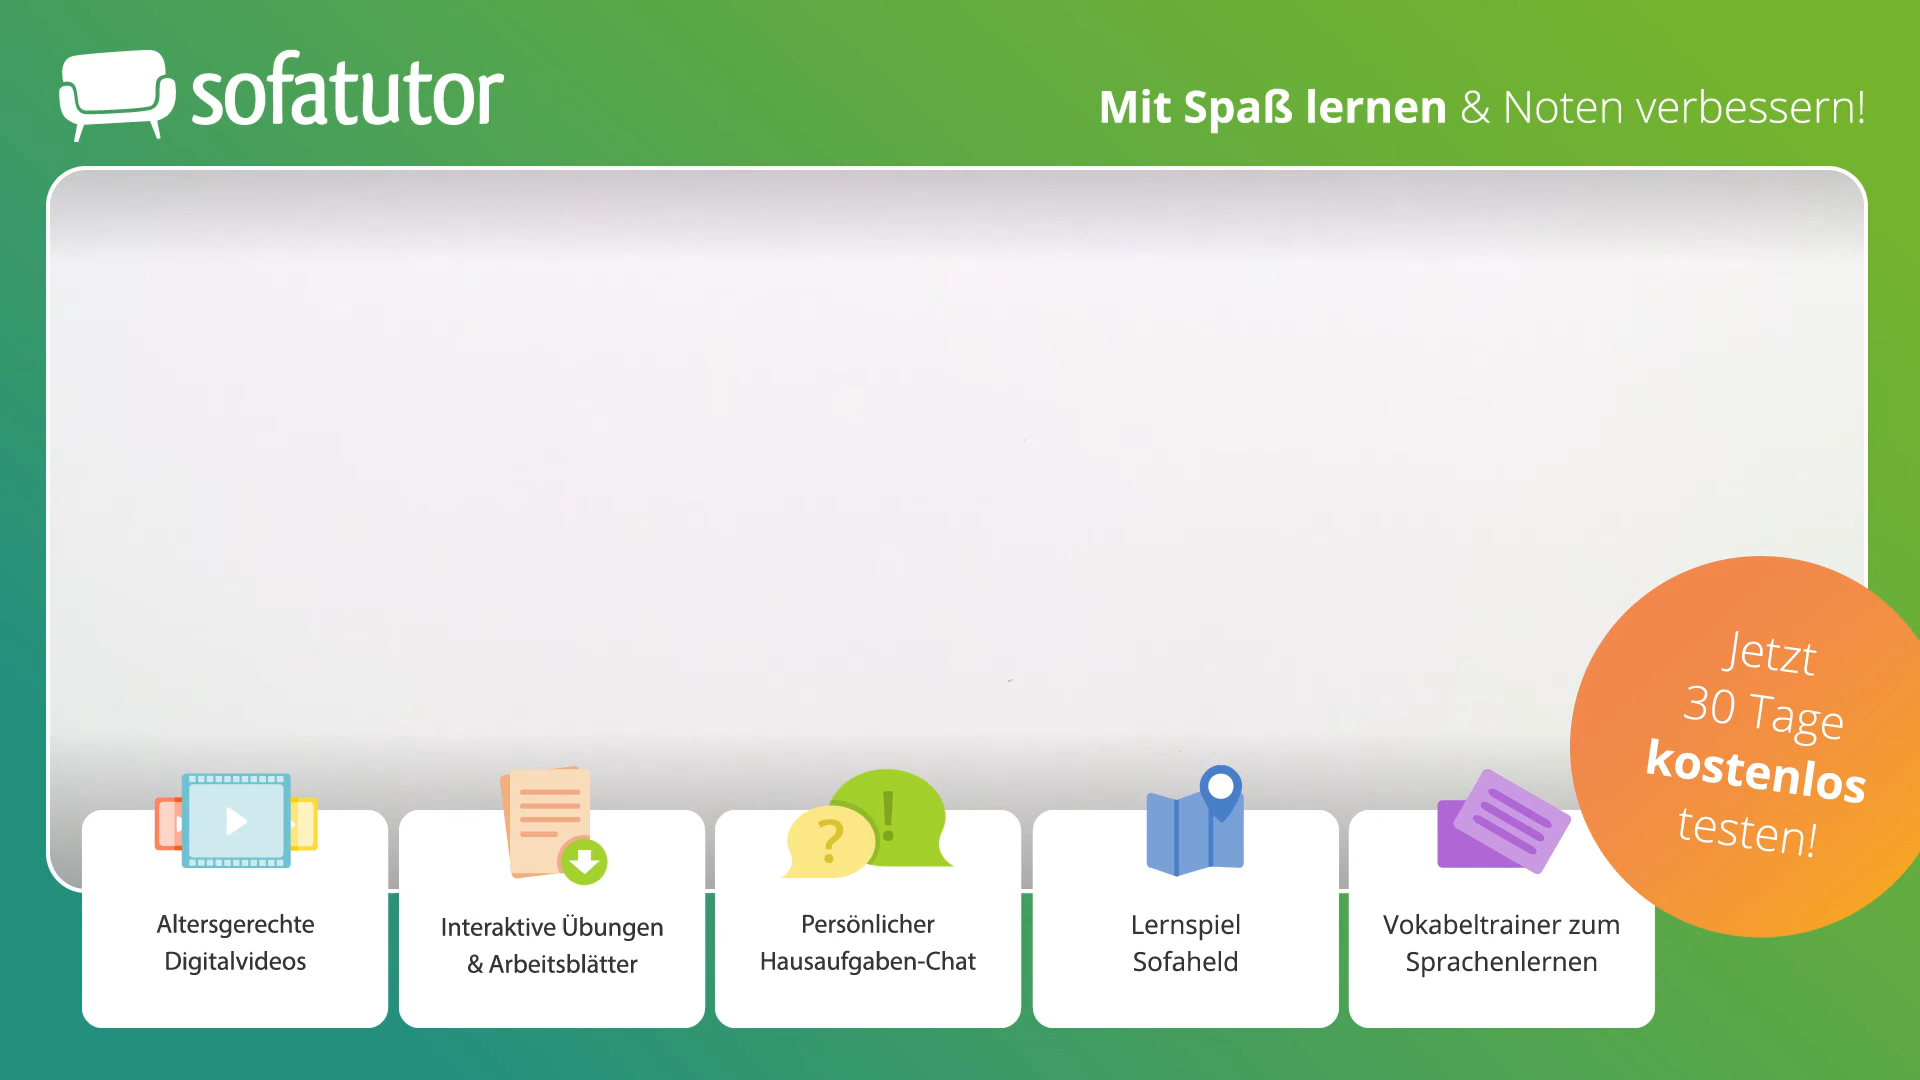 sofatutor
Mit Spaß lernen & Noten verbessern!
Jetzt
30 Tage
kostenlos
testen!
?
!
Altersgerechte
Digitalvideos
Interaktive Übungen
& Arbeitsblätter
Persönlicher
Hausaufgaben-Chat
Lernspiel
Sofaheld
Vokabeltrainer zum
Sprachenlernen